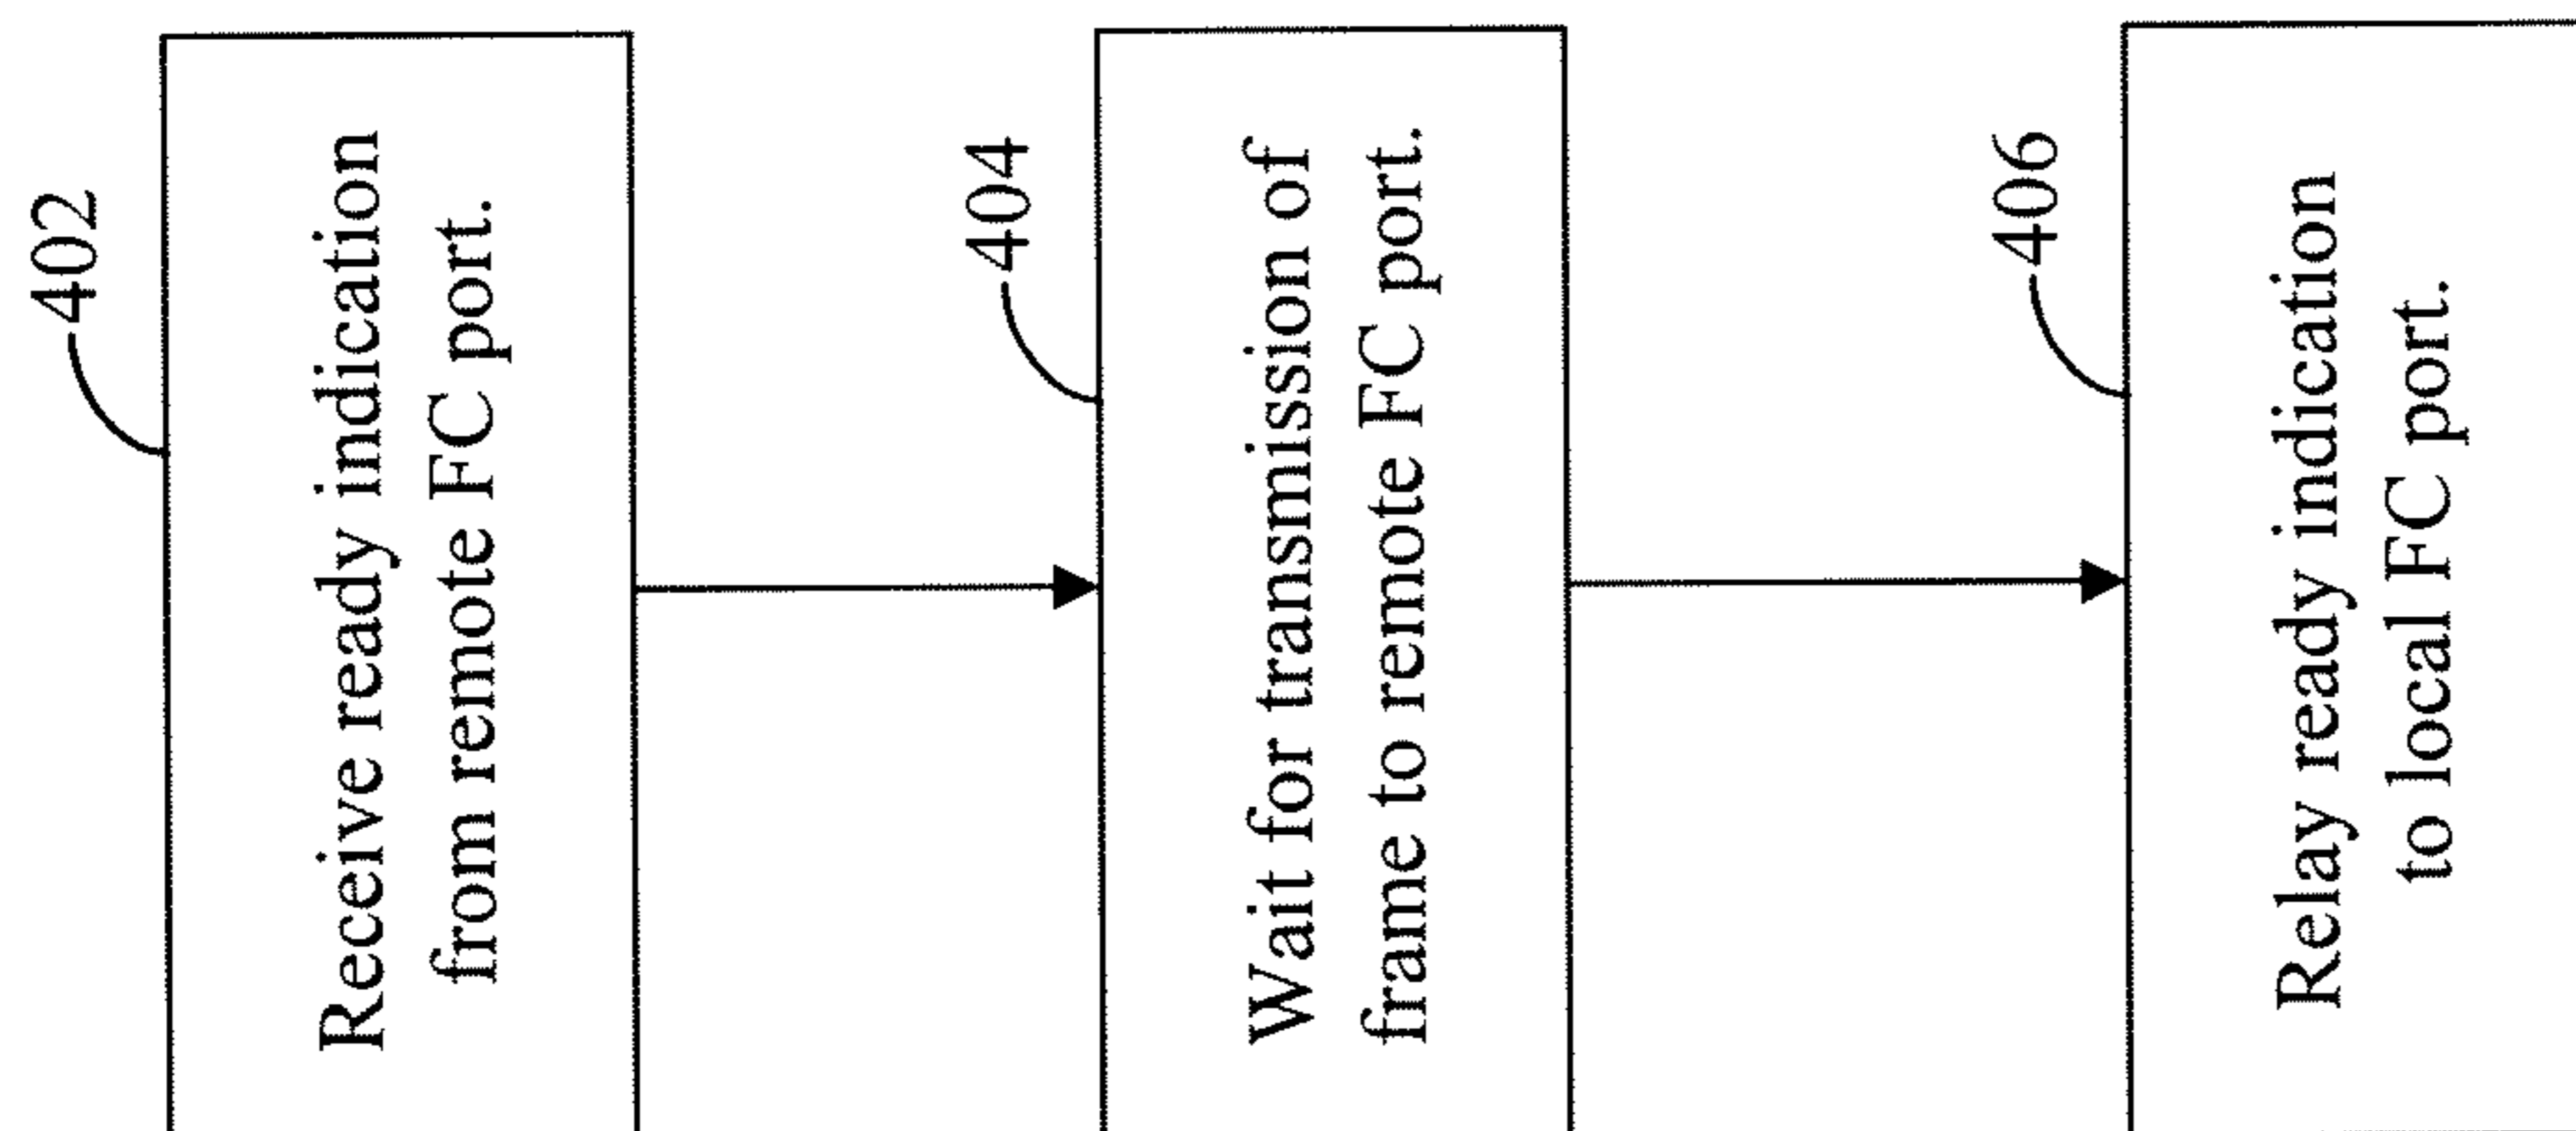 402
Receive ready indication
from remote FC port.
404
Wait for transmission of
frame to remote FC port.
406
Relay ready indication
to local FC port.